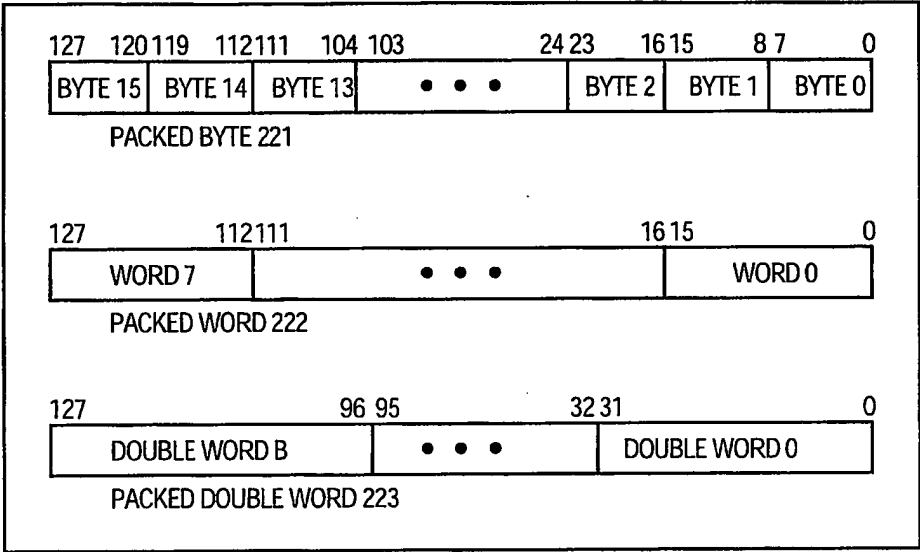 127 120 119 112 111 104 103 24 23 16 15 8 7 0
BYTE 15 BYTE 14 BYTE 13 • • • BYTE 2 BYTE 1 BYTE 0
PACKED BYTE 221
127 112 111 16 15 0
WORD 7 • • • WORD 0
PACKED WORD 222
127 96 95 32 31 0
DOUBLE WORD B • • • DOUBLE WORD 0
PACKED DOUBLE WORD 223